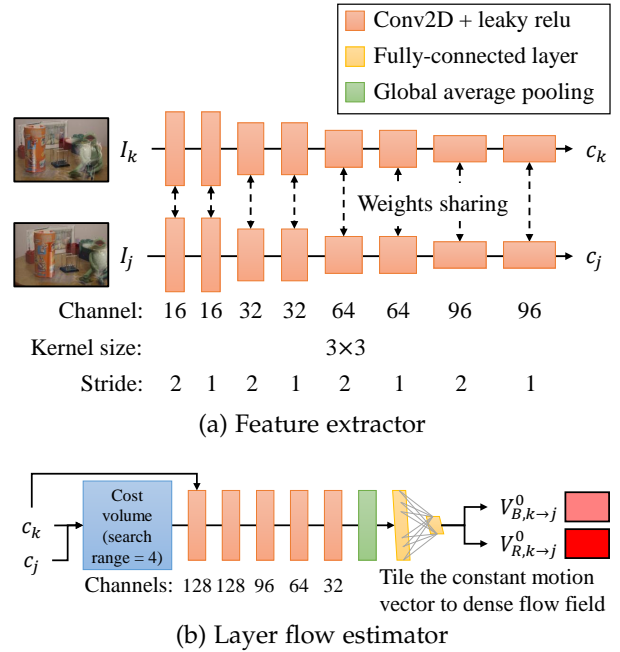 Conv2D + leaky relu
Fully-connected layer
Global average pooling
I_k
c_k
Weights sharing
I_j
c_j
Channel: 16 16 32 32 64 64 96 96
Kernel size: 3×3
Stride: 2 1 2 1 2 1 2 1
(a) Feature extractor
Cost
volume
(search
range = 4)
c_k
c_j
V^0_{B,k→j}
V^0_{R,k→j}
Channels: 128 128 96 64 32
Tile the constant motion
vector to dense flow field
(b) Layer flow estimator